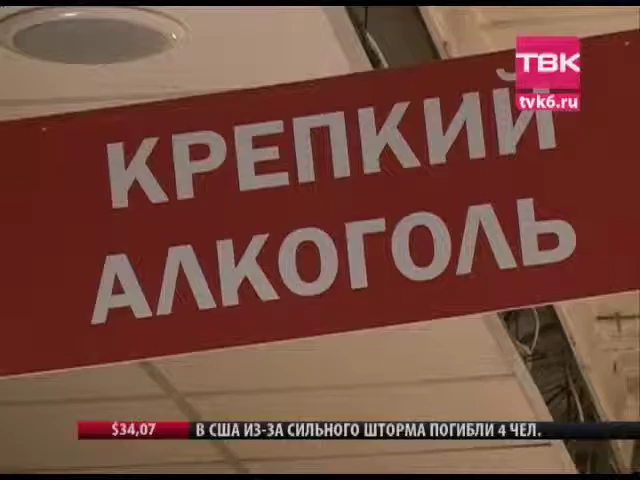 ТВК
tvk6.ru
КРЕПКИЙ
АЛКОГОЛЬ
$34,07 В США ИЗ-ЗА СИЛЬНОГО ШТОРМА ПОГИБЛИ 4 ЧЕЛ.